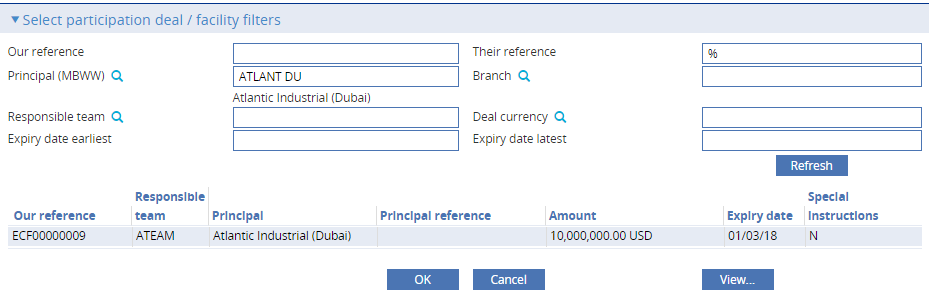 Select participation deal / facility filters
Our reference Their reference %
Principal (MBWW) ATLANT DU Branch
Atlantic Industrial (Dubai)
Responsible team Deal currency
Expiry date earliest Expiry date latest
Refresh
Responsible Special
Our reference team Principal Principal reference Amount Expiry date Instructions
ECF00000009 ATEAM Atlantic Industrial (Dubai) 10,000,000.00 USD 01/03/18 N
OK Cancel View...